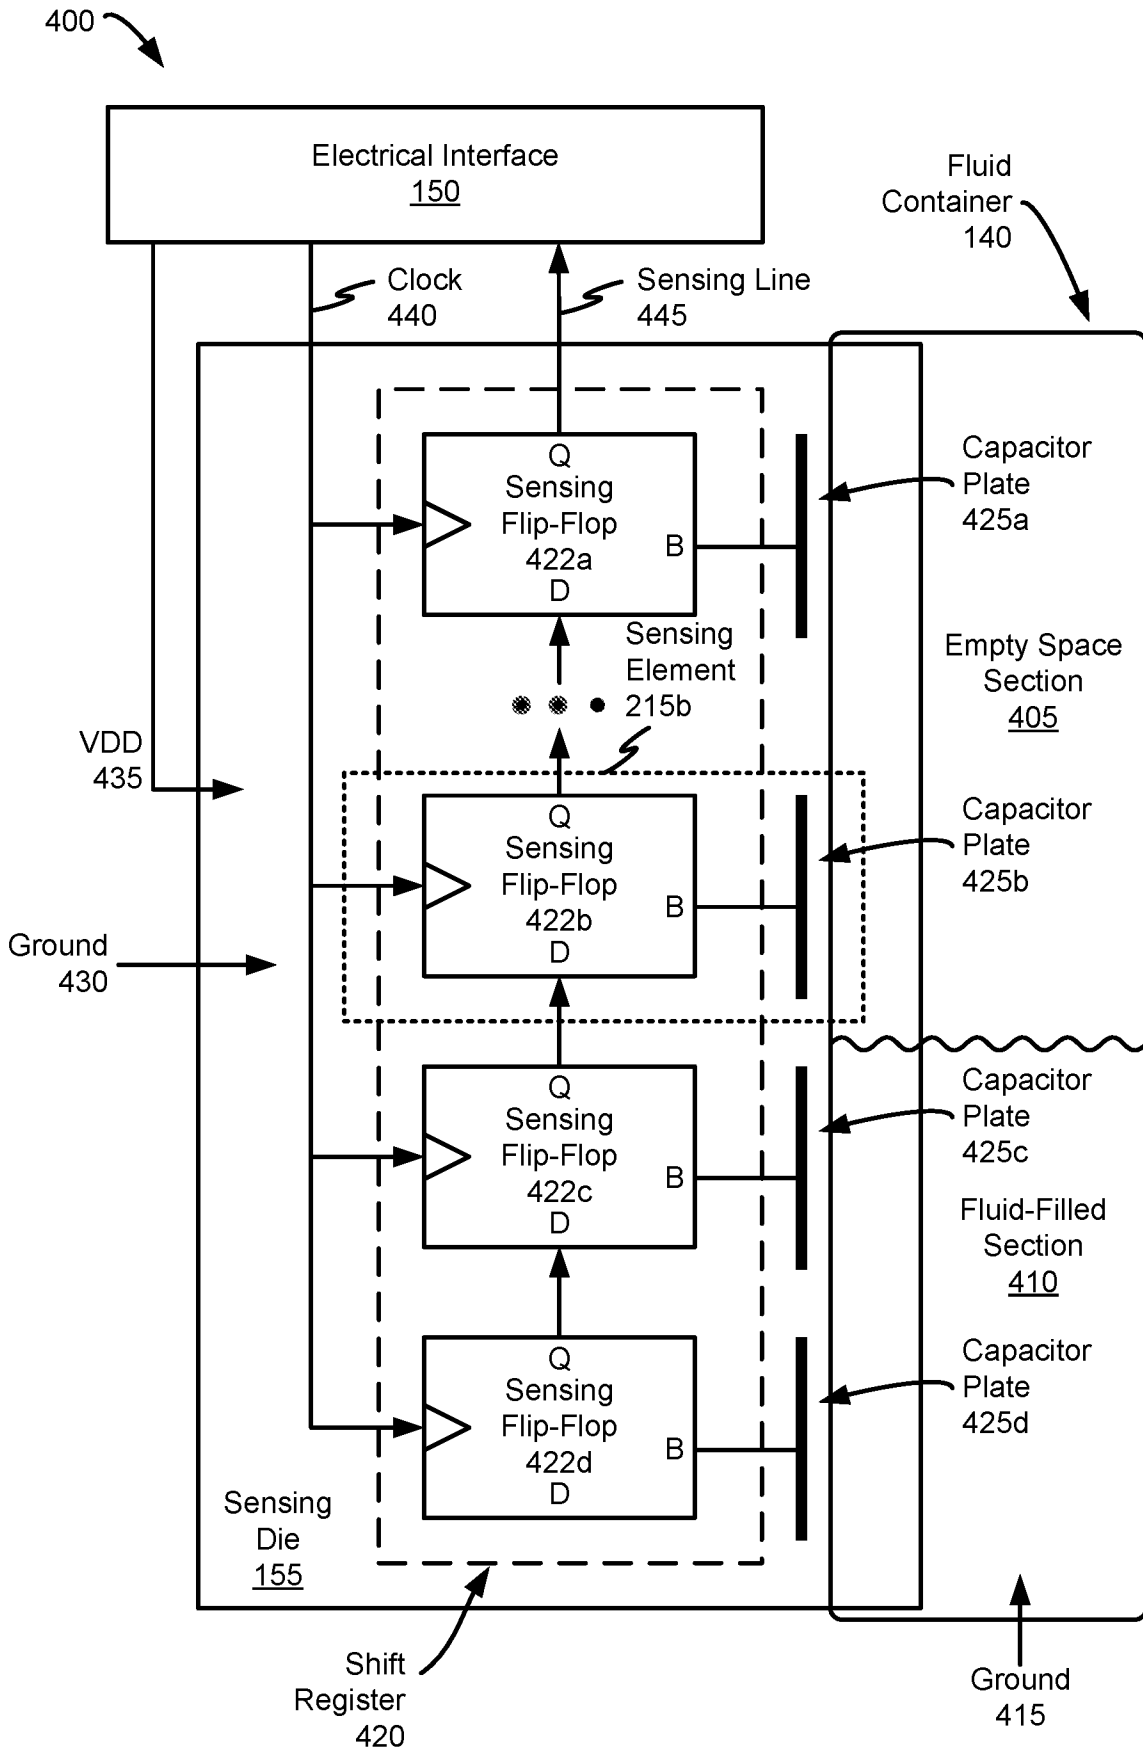 400
Electrical Interface
150
Fluid
Container
140
Clock
440
Sensing Line
445
Q
Sensing
Flip-Flop
422a
B
D
Capacitor
Plate
425a
Sensing
Element
215b
Empty Space
Section
405
VDD
435
Q
Sensing
Flip-Flop
422b
B
D
Capacitor
Plate
425b
Ground
430
Q
Sensing
Flip-Flop
422c
B
D
Capacitor
Plate
425c
Fluid-Filled
Section
410
Q
Sensing
Flip-Flop
422d
B
D
Capacitor
Plate
425d
Sensing
Die
155
Shift
Register
420
Ground
415